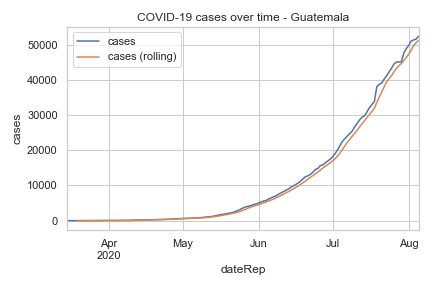 COVID-19 cases over time - Guatemala
cases
cases (rolling)
50000
40000
30000
20000
10000
0
cases
Apr
2020
May
Jun
Jul
Aug
dateRep